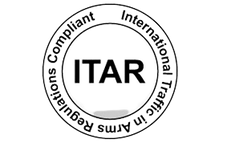 International Traffic in Arms Regulations Compliant
ITAR